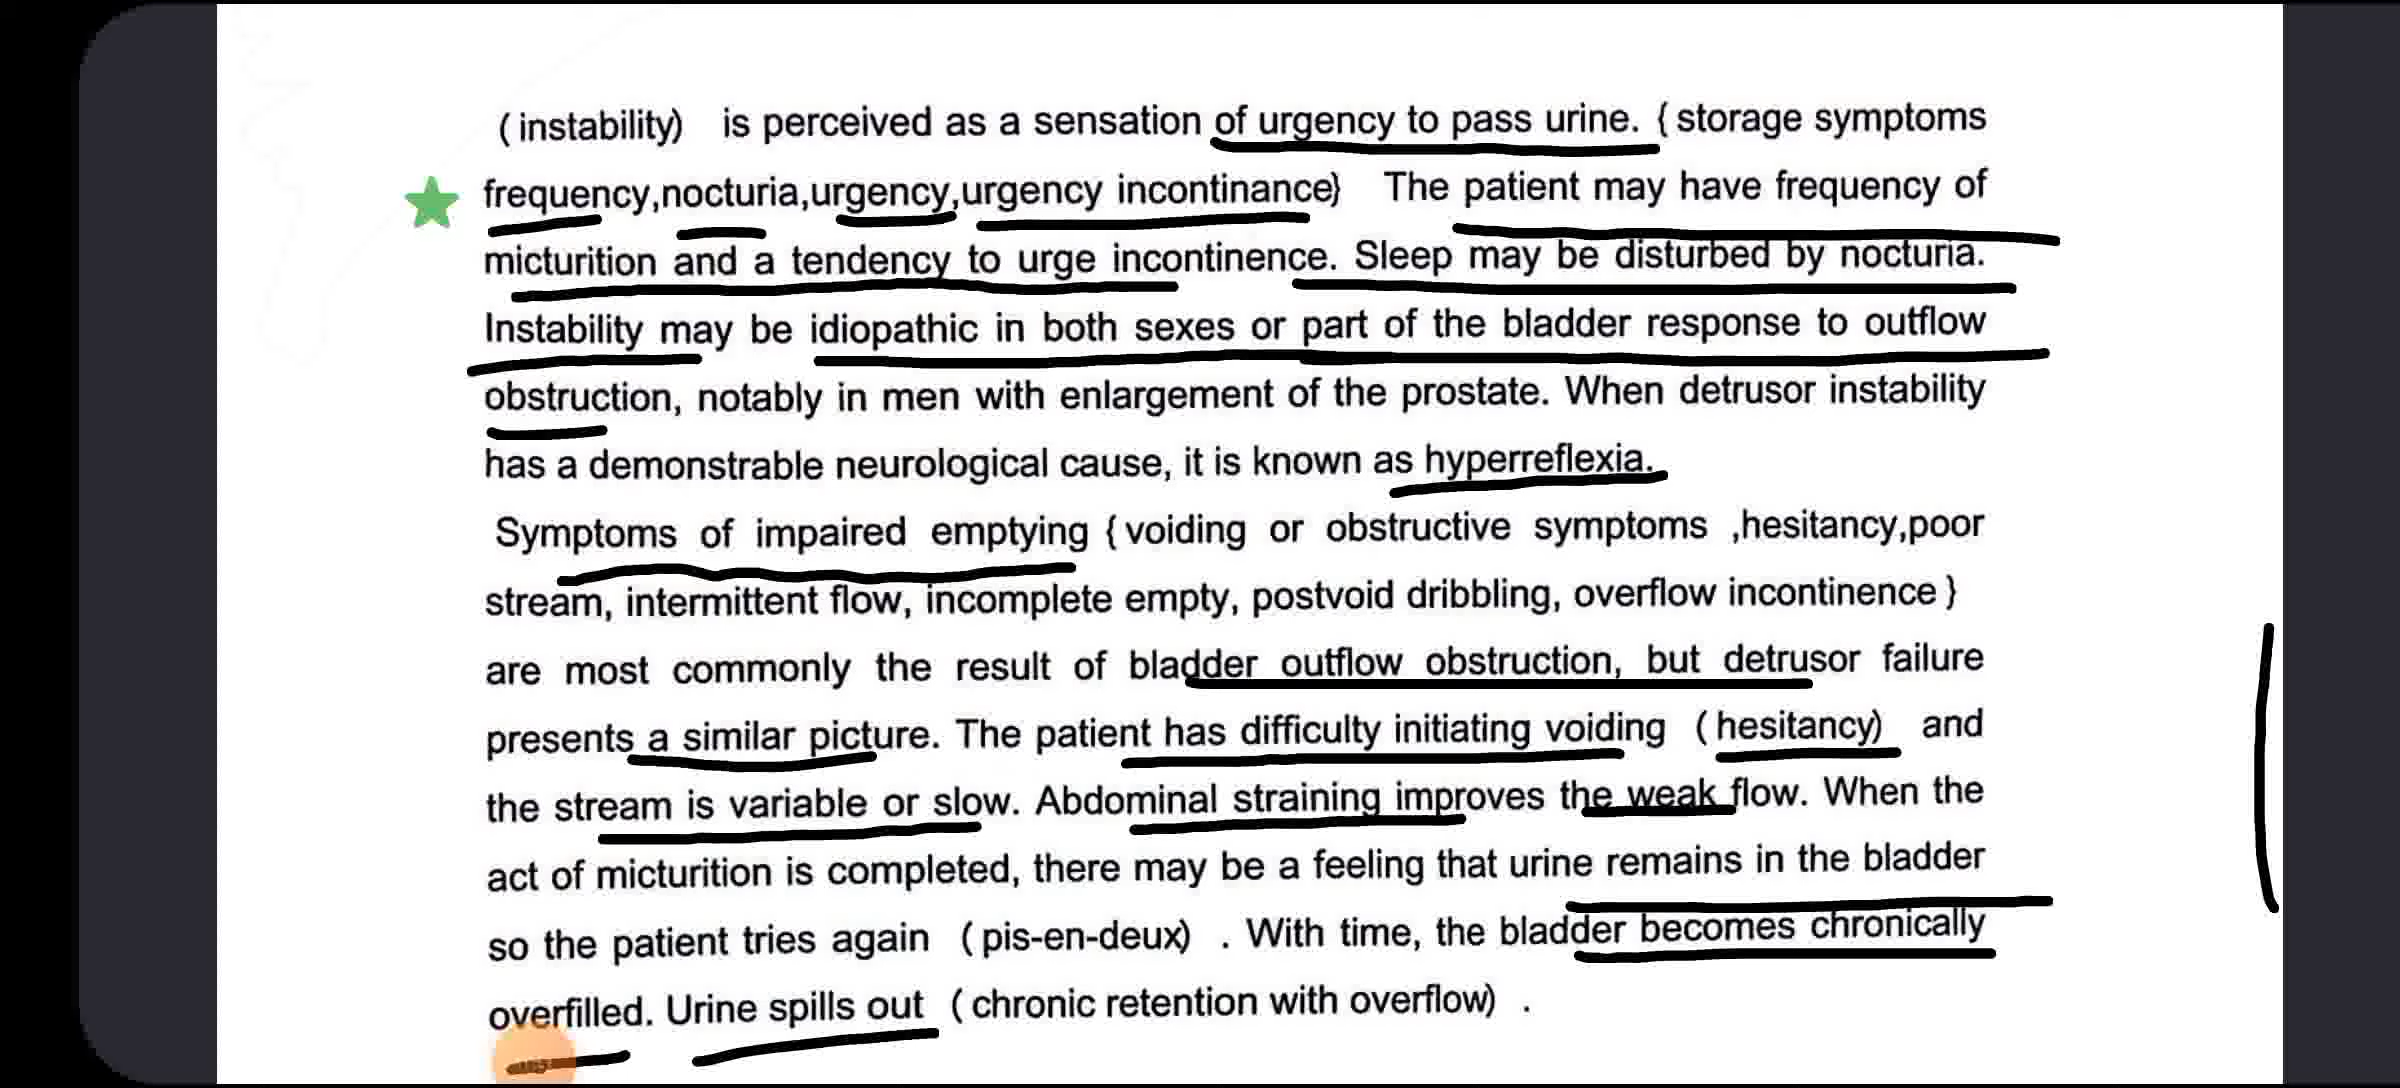 (instability) is perceived as a sensation of urgency to pass urine. {storage symptoms
frequency,nocturia,urgency,urgency incontinance} The patient may have frequency of
micturition and a tendency to urge incontinence. Sleep may be disturbed by nocturia.
Instability may be idiopathic in both sexes or part of the bladder response to outflow
obstruction, notably in men with enlargement of the prostate. When detrusor instability
has a demonstrable neurological cause, it is known as hyperreflexia.
Symptoms of impaired emptying {voiding or obstructive symptoms ,hesitancy,poor
stream, intermittent flow, incomplete empty, postvoid dribbling, overflow incontinence}
are most commonly the result of bladder outflow obstruction, but detrusor failure
presents a similar picture. The patient has difficulty initiating voiding (hesitancy) and
the stream is variable or slow. Abdominal straining improves the weak flow. When the
act of micturition is completed, there may be a feeling that urine remains in the bladder
so the patient tries again (pis-en-deux) . With time, the bladder becomes chronically
overfilled. Urine spills out (chronic retention with overflow) .